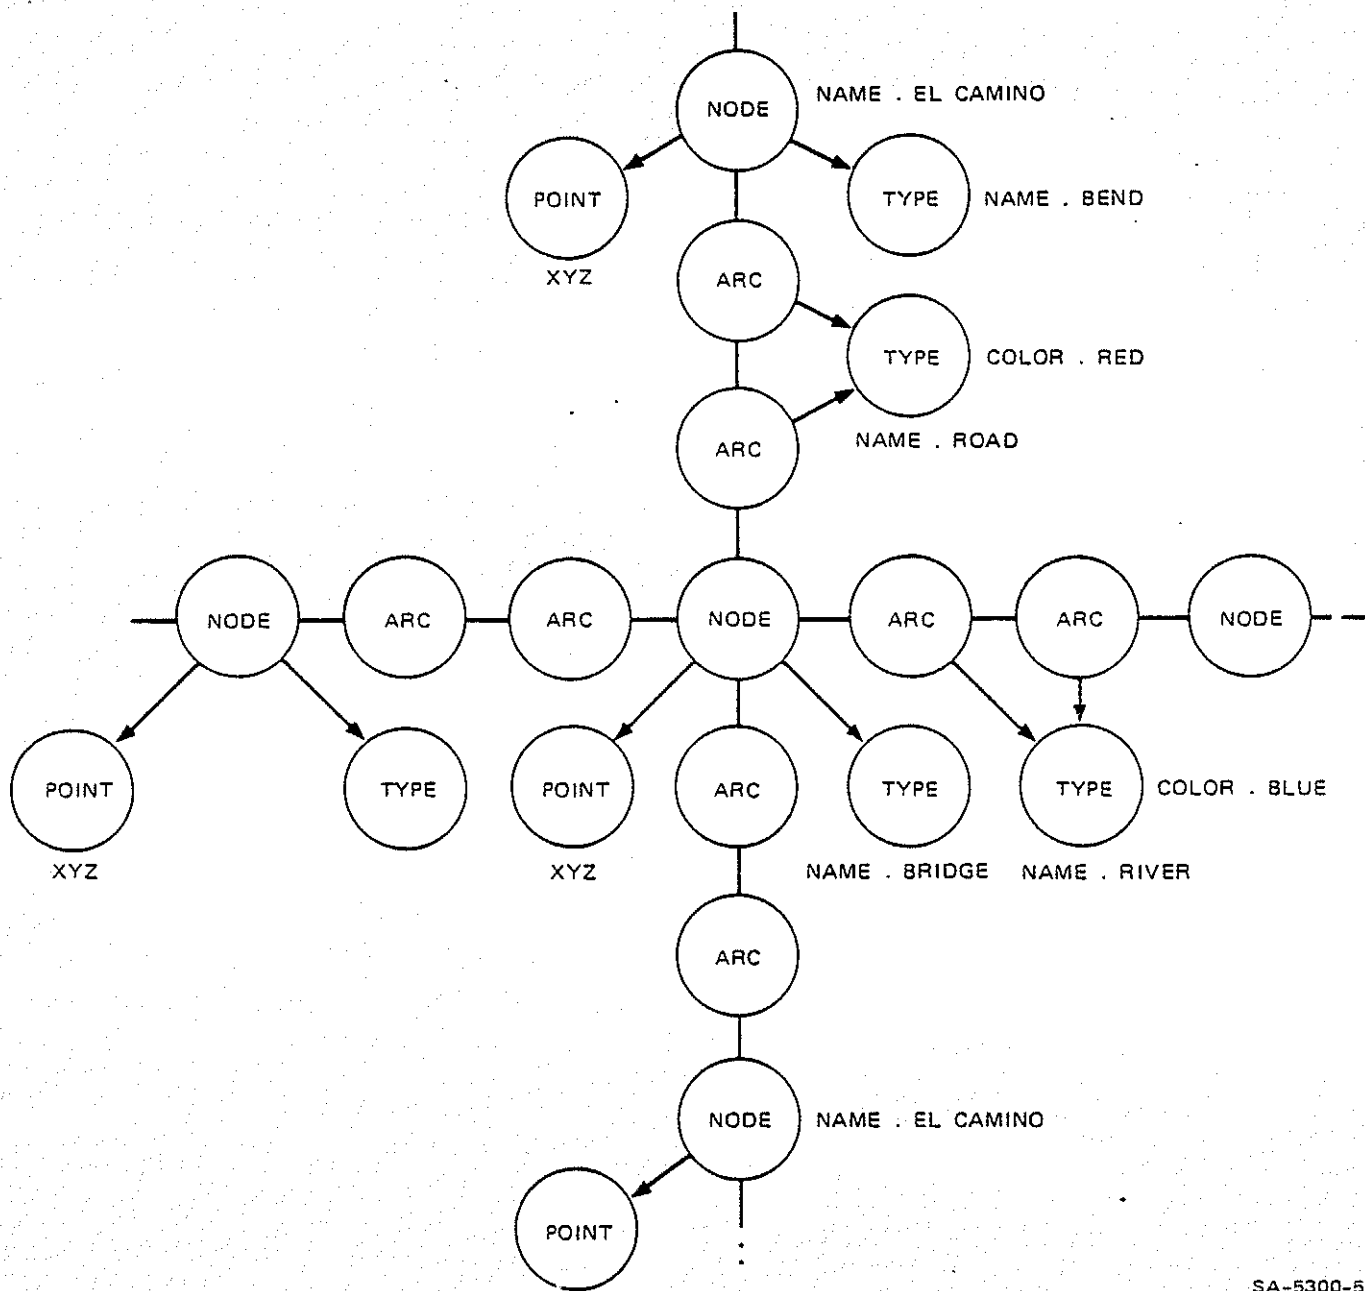 NODE
NAME . EL CAMINO
POINT
TYPE
NAME . BEND
XYZ
ARC
TYPE
COLOR . RED
NAME . ROAD
ARC
NODE
ARC
ARC
NODE
ARC
ARC
NODE
POINT
TYPE
POINT
ARC
TYPE
TYPE
COLOR . BLUE
XYZ
XYZ
NAME . BRIDGE
NAME . RIVER
ARC
NODE
NAME . EL CAMINO
POINT
SA-5300-5